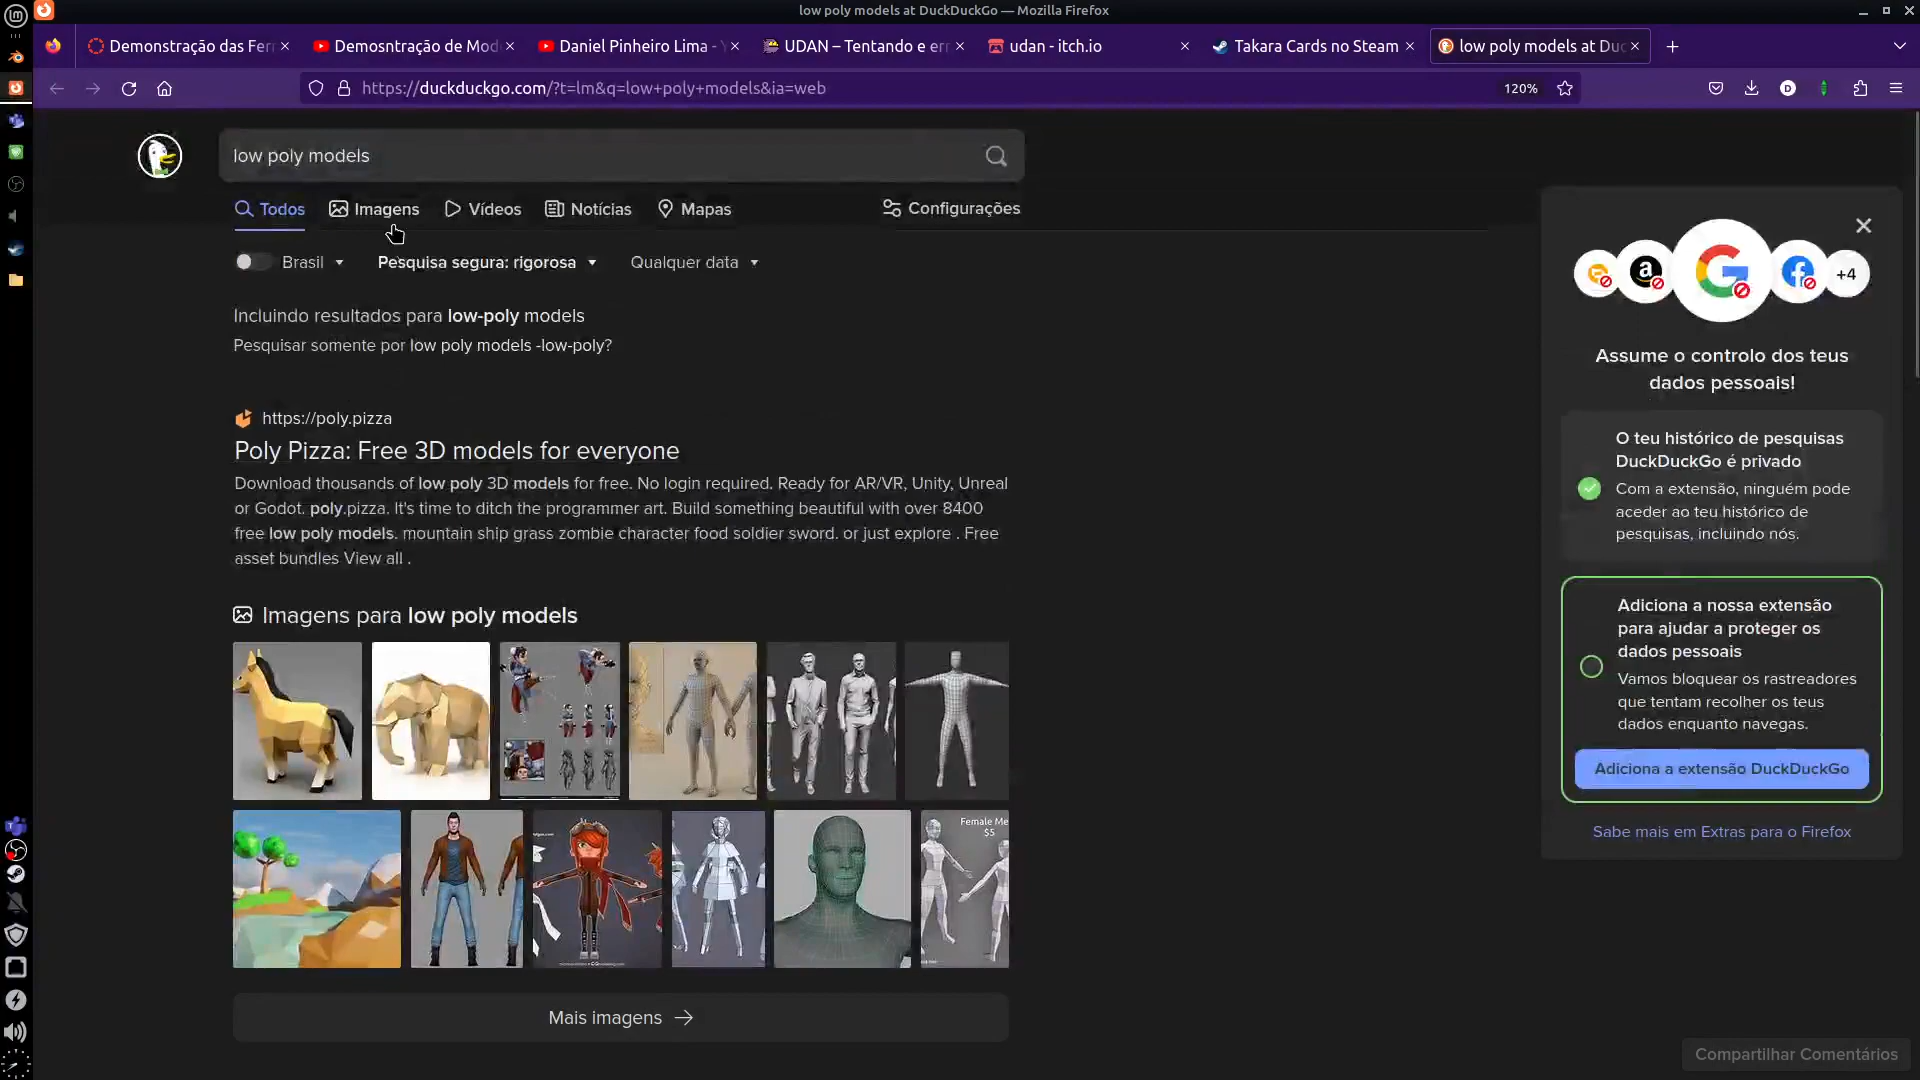 low poly models at DuckDuckGo — Mozilla Firefox
Demonstração das Fer
Demosntração de Mod
Daniel Pinheiro Lima - Y
UDAN – Tentando e err
udan - itch.io
Takara Cards no Steam
low poly models at Duc
https://duckduckgo.com/?t=lm&q=low+poly+models&ia=web
120%
low poly models
Todos
Imagens
Vídeos
Notícias
Mapas
Configurações
Brasil
Pesquisa segura: rigorosa
Qualquer data
Incluindo resultados para low-poly models
Pesquisar somente por low poly models -low-poly?
https://poly.pizza
Poly Pizza: Free 3D models for everyone
Download thousands of low poly 3D models for free. No login required. Ready for AR/VR, Unity, Unreal
or Godot. poly.pizza. It's time to ditch the programmer art. Build something beautiful with over 8400
free low poly models. mountain ship grass zombie character food soldier sword. or just explore . Free
asset bundles View all .
Imagens para low poly models
Female Me
$5
Mais imagens
+4
Assume o controlo dos teus
dados pessoais!
O teu histórico de pesquisas
DuckDuckGo é privado
Com a extensão, ninguém pode
aceder ao teu histórico de
pesquisas, incluindo nós.
Adiciona a nossa extensão
para ajudar a proteger os
dados pessoais
Vamos bloquear os rastreadores
que tentam recolher os teus
dados enquanto navegas.
Adiciona a extensão DuckDuckGo
Sabe mais em Extras para o Firefox
Compartilhar Comentários